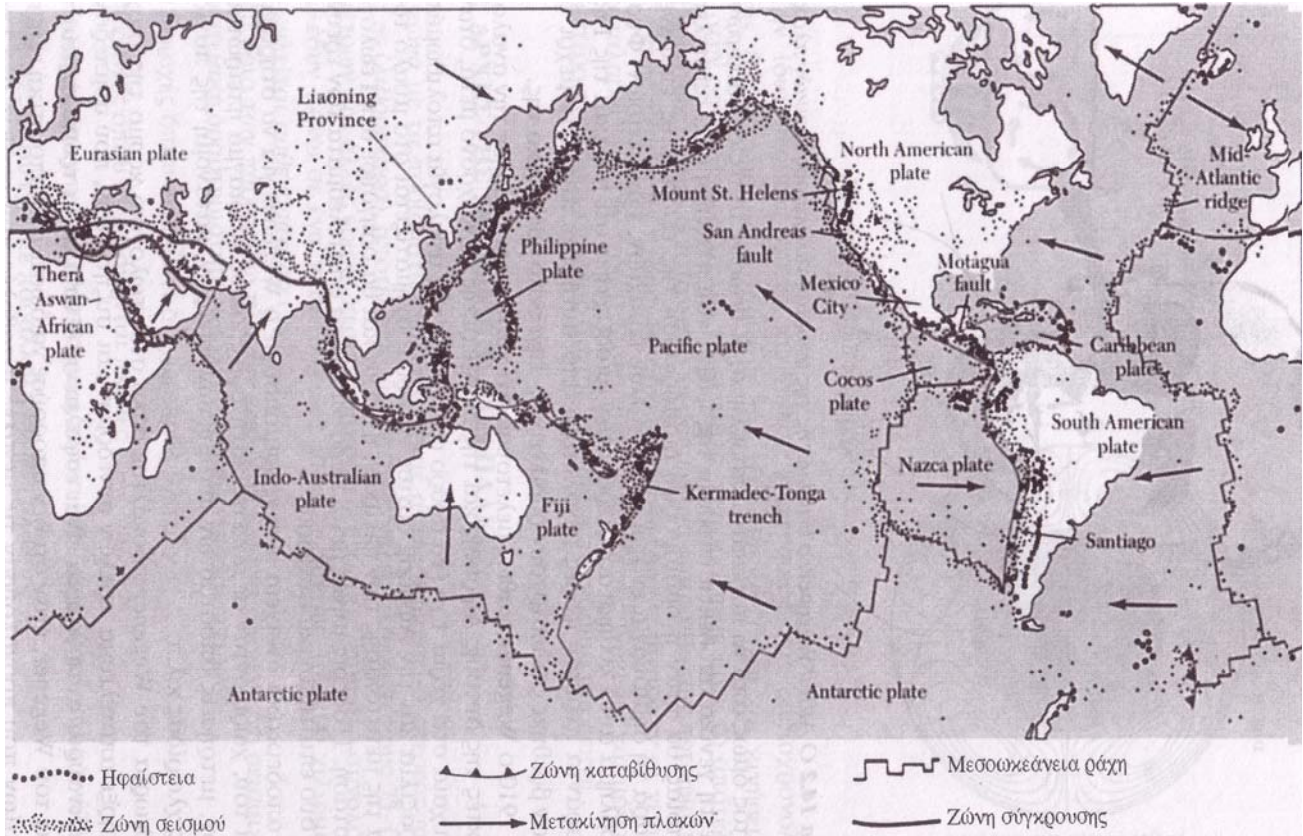 Liaoning
Province
Eurasian plate
North American
plate
Mid-
Atlantic
ridge
Mount St. Helens
San Andreas
fault
Philippine
plate
Thera
Aswan
African
plate
Motagua
fault
Mexico
City
Pacific plate
Caribbean
plate
Cocos
plate
South American
plate
Indo-Australian
plate
Nazca plate
Fiji
plate
Kermadec-Tonga
trench
Santiago
Antarctic plate
Antarctic plate
Ηφαίστεια
Ζώνη καταβίθυσης
Μεσοωκεάνεια ράχη
Ζώνη σεισμού
Μετακίνηση πλακών
Ζώνη σύγκρουσης